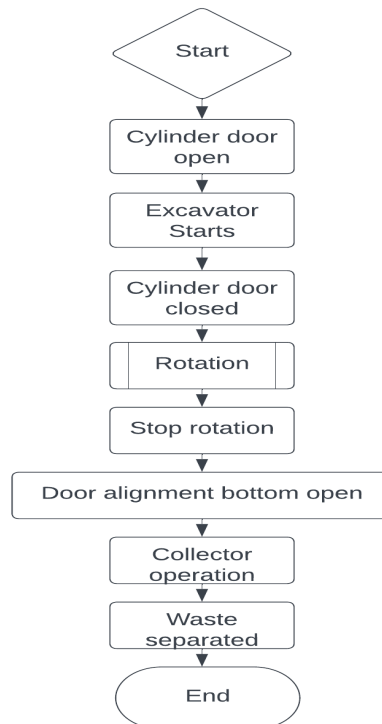 Start
Cylinder door
open
Excavator
Starts
Cylinder door
closed
Rotation
Stop rotation
Door alignment bottom open
Collector
operation
Waste
separated
End